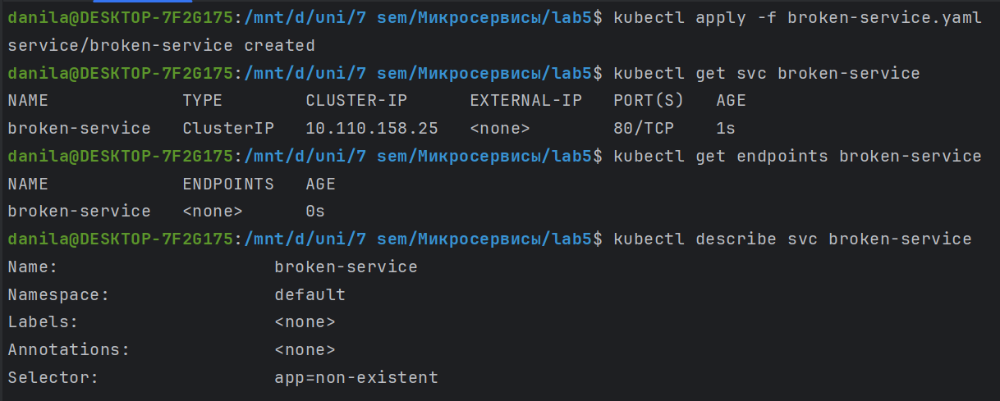 danila@DESKTOP-7F2G175:/mnt/d/uni/7 sem/Микросервисы/lab5$ kubectl apply -f broken-service.yaml
service/broken-service created
danila@DESKTOP-7F2G175:/mnt/d/uni/7 sem/Микросервисы/lab5$ kubectl get svc broken-service
NAME             TYPE        CLUSTER-IP      EXTERNAL-IP   PORT(S)   AGE
broken-service   ClusterIP   10.110.158.25   <none>        80/TCP    1s
danila@DESKTOP-7F2G175:/mnt/d/uni/7 sem/Микросервисы/lab5$ kubectl get endpoints broken-service
NAME             ENDPOINTS   AGE
broken-service   <none>      0s
danila@DESKTOP-7F2G175:/mnt/d/uni/7 sem/Микросервисы/lab5$ kubectl describe svc broken-service
Name:                     broken-service
Namespace:                default
Labels:                   <none>
Annotations:              <none>
Selector:                 app=non-existent